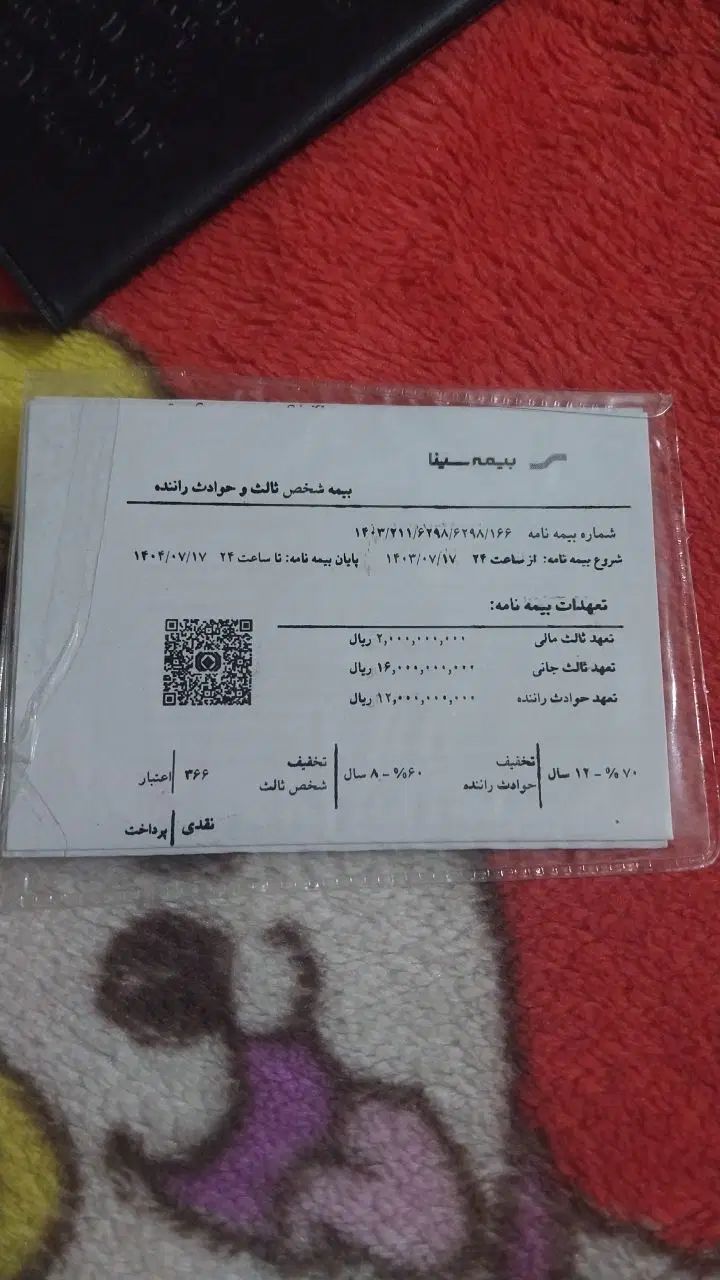 بیمه سینا
بیمه شخص ثالث و حوادث راننده
شماره بیمه نامه ۱۴۰۳/۲۱۱/۶۲۹۸/۶۲۹۸/۱۶۶
شروع بیمه نامه: از ساعت ۲۴ ۱۴۰۳/۰۷/۱۷ پایان بیمه نامه: تا ساعت ۲۴ ۱۴۰۴/۰۷/۱۷
تعهدات بیمه نامه:
تعهد ثالث مالی ۲,۰۰۰,۰۰۰,۰۰۰ ریال
تعهد ثالث جانی ۱۶,۰۰۰,۰۰۰,۰۰۰ ریال
تعهد حوادث راننده ۱۲,۰۰۰,۰۰۰,۰۰۰ ریال
۷۰% - ۱۲ سال تخفیف حوادث راننده
۶۰% - ۸ سال تخفیف شخص ثالث
۳۶۶ اعتبار
نقدی پرداخت